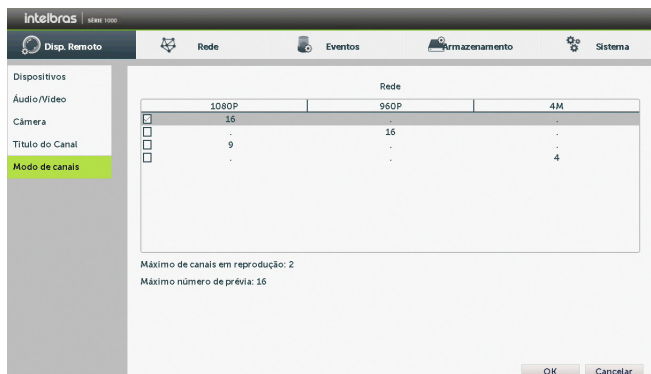 intelbras SÉRIE 1000
Disp. Remoto Rede Eventos Armazenamento Sistema
Dispositivos
Áudio/Vídeo
Câmera
Título do Canal
Modo de canais
Rede
1080P 960P 4M
16 . .
. 16 .
9 . .
. . 4
Máximo de canais em reprodução: 2
Máximo número de prévia: 16
OK Cancelar